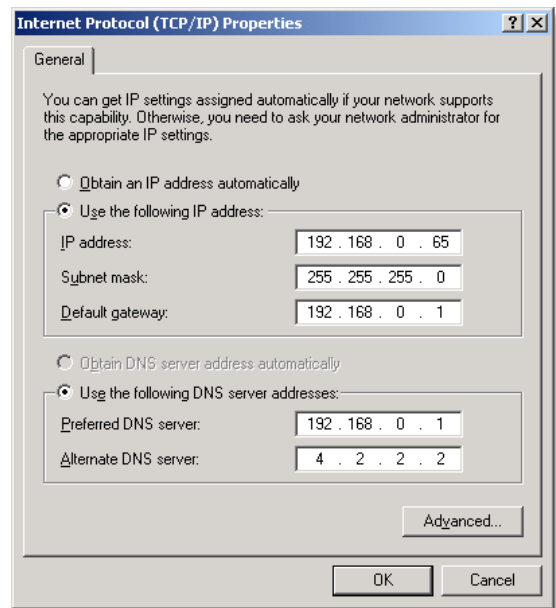 Internet Protocol (TCP/IP) Properties
General
You can get IP settings assigned automatically if your network supports
this capability. Otherwise, you need to ask your network administrator for
the appropriate IP settings.
Obtain an IP address automatically
Use the following IP address:
IP address: 192 . 168 . 0 . 65
Subnet mask: 255 . 255 . 255 . 0
Default gateway: 192 . 168 . 0 . 1
Obtain DNS server address automatically
Use the following DNS server addresses:
Preferred DNS server: 192 . 168 . 0 . 1
Alternate DNS server: 4 . 2 . 2 . 2
Advanced...
OK Cancel